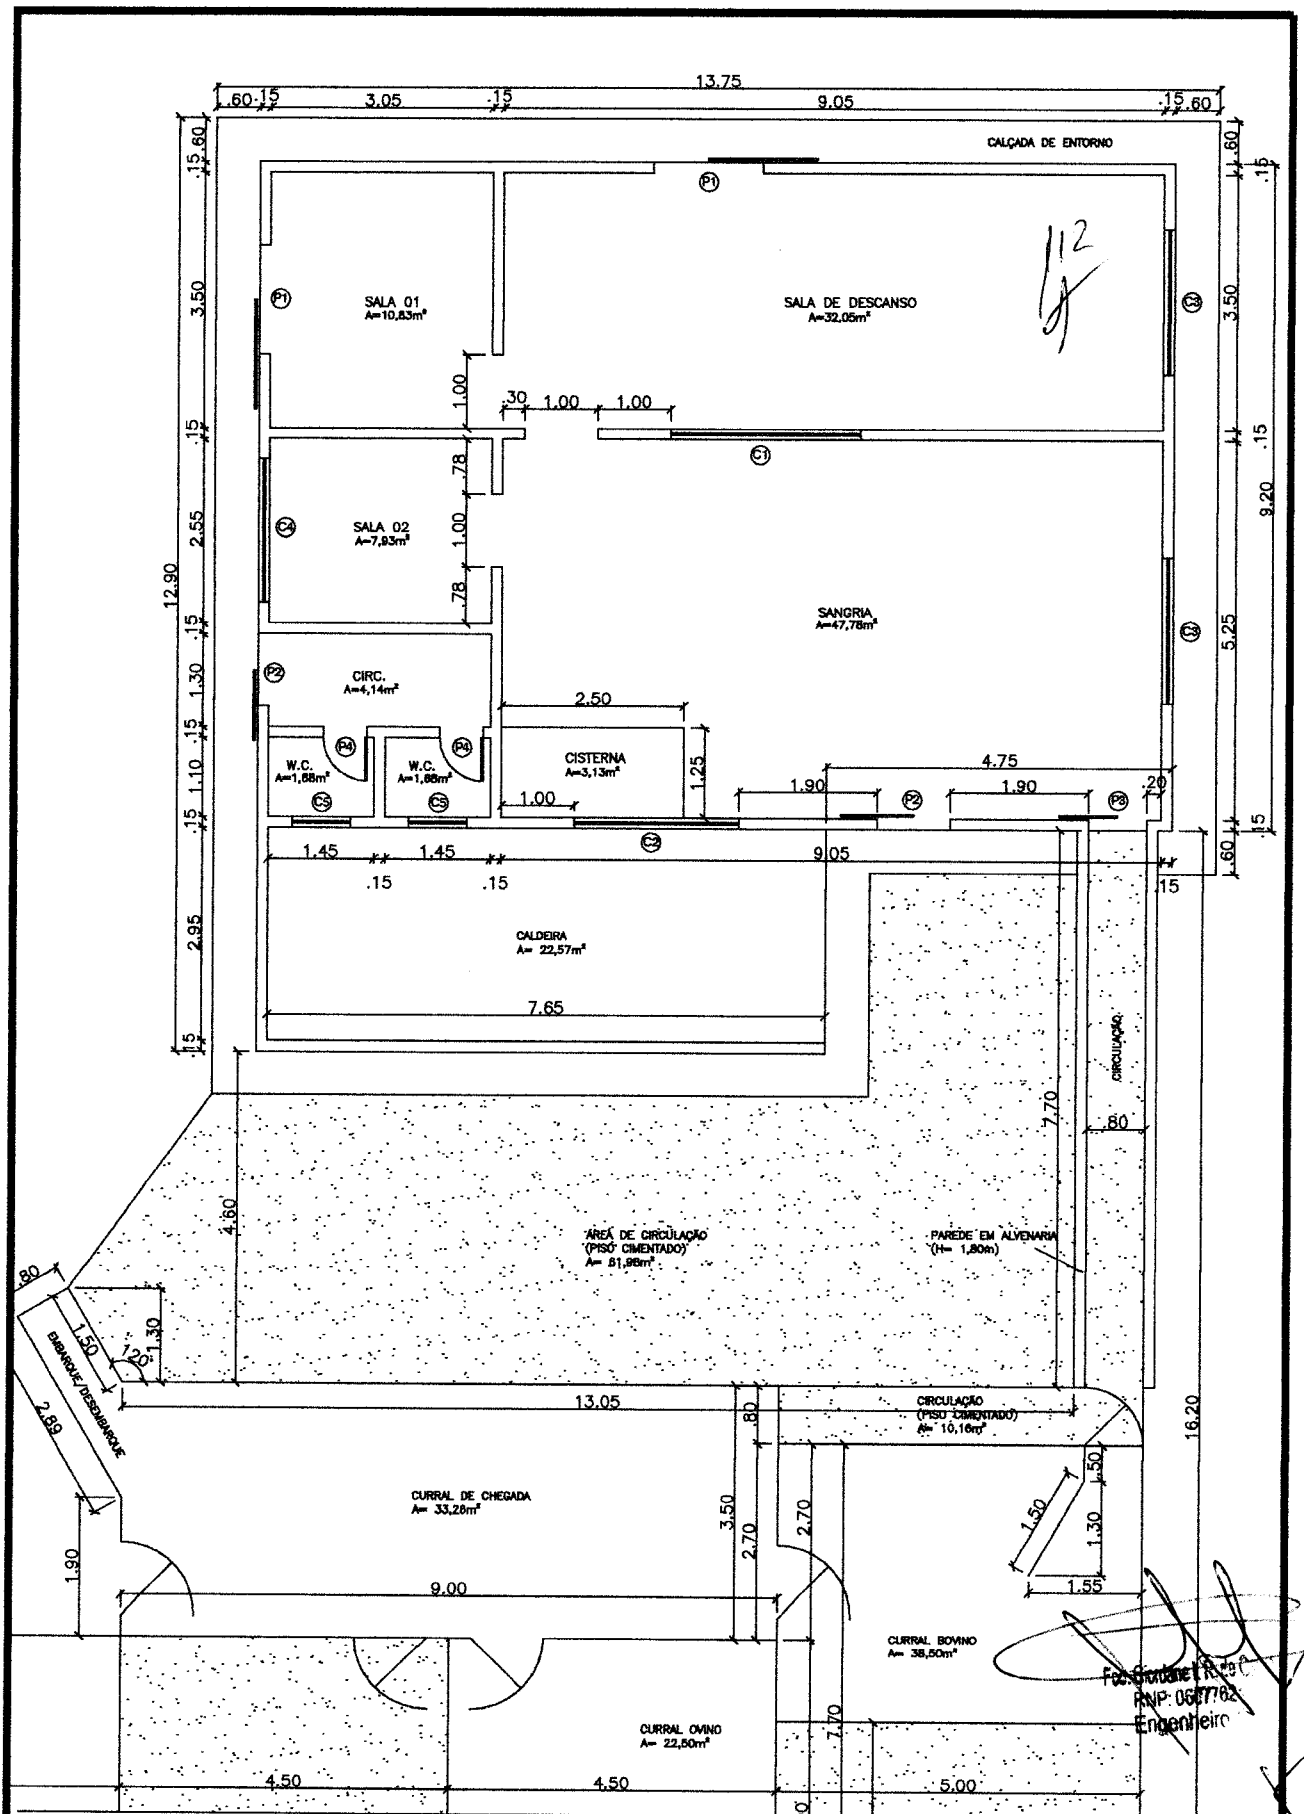 13.75
.60 .15 3.05 .15 9.05 .15 .60
CALÇADA DE ENTORNO
.60
.15
.60
.15
P1
112
P1
SALA 01
A=10,83m²
SALA DE DESCANSO
A=32,05m²
C3
3.50
3.50
1.00
.30 1.00 1.00
.15
.15
C1
.78
9.20
C4
SALA 02
A=7,93m²
1.00
2.55
12.90
.78
SANGRIA
A=47,78m²
C3
5.25
.15
P2
CIRC.
A=4,14m²
1.30
2.50
.15
P4
P4
W.C.
A=1,68m²
W.C.
A=1,68m²
CISTERNA
A=3,13m²
1.25
4.75
1.10
C5
C5
1.00
1.90
P2
1.90
P3
.20
.15
C2
.15
.60
1.45 1.45 9.05
.15 .15 .15
2.95
CALDEIRA
A= 22,57m²
7.65
.15
CIRCULAÇÃO
7.70
.80
4.60
ÁREA DE CIRCULAÇÃO
(PISO CIMENTADO)
A= 61,98m²
PAREDE EM ALVENARIA
(H= 1,80m)
.80
1.50
1.30
120°
EMBARQUE/DESEMBARQUE
2.89
13.05
.80
CIRCULAÇÃO
(PISO CIMENTADO)
A= 10,16m²
16.20
CURRAL DE CHEGADA
A= 33,28m²
3.50
2.70
2.70
1.50
.50
1.30
1.90
9.00
1.55
CURRAL BOVINO
A= 38,50m²
RNP: 0607762
Engenheiro
CURRAL OVINO
A= 22,50m²
7.70
4.50 4.50 5.00